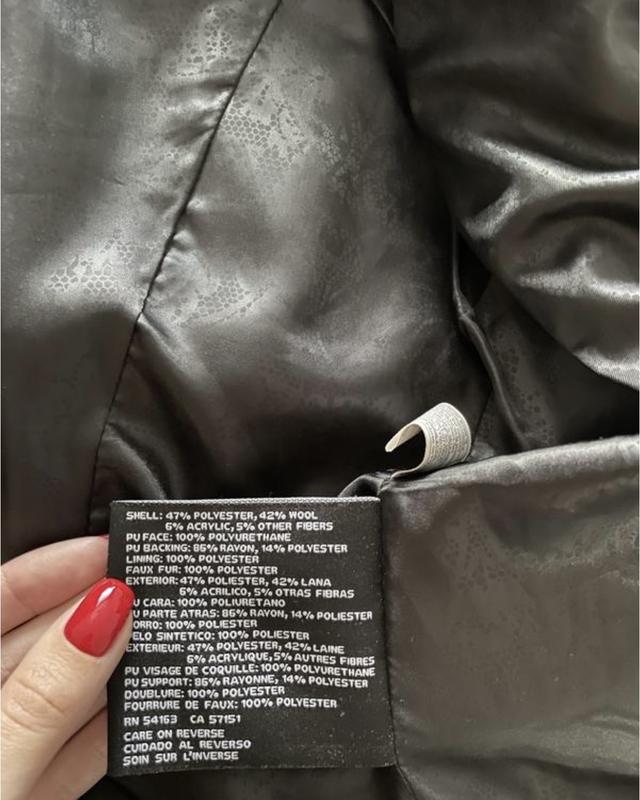 SHELL: 47% POLYESTER, 42% WOOL
6% ACRYLIC, 5% OTHER FIBERS
PU FACE: 100% POLYURETHANE
PU BACKING: 86% RAYON, 14% POLYESTER
LINING: 100% POLYESTER
FAUX FUR: 100% POLYESTER
EXTERIOR: 47% POLIESTER, 42% LANA
6% ACRILICO, 5% OTRAS FIBRAS
U CARA: 100% POLIURETANO
U PARTE ATRAS: 86% RAYON, 14% POLIESTER
ORRO: 100% POLIESTER
ELO SINTETICO: 100% POLIESTER
EXTERIEUR: 47% POLYESTER, 42% LAINE
6% ACRYLIQUE, 5% AUTRES FIBRES
PU VISAGE DE COQUILLE: 100% POLYURETHANE
PU SUPPORT: 86% RAYONNE, 14% POLYESTER
DOUBLURE: 100% POLYESTER
FOURRURE DE FAUX: 100% POLYESTER
RN 54163 CA 57151
CARE ON REVERSE
CUIDADO AL REVERSO
SOIN SUR L'INVERSE